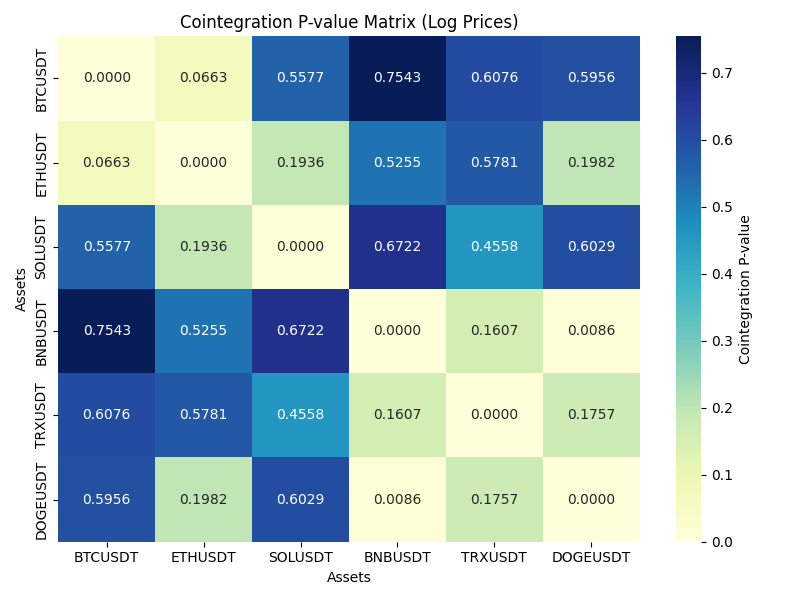 Cointegration P-value Matrix (Log Prices)
BTCUSDT 0.0000 0.0663 0.5577 0.7543 0.6076 0.5956
ETHUSDT 0.0663 0.0000 0.1936 0.5255 0.5781 0.1982
SOLUSDT 0.5577 0.1936 0.0000 0.6722 0.4558 0.6029
BNBUSDT 0.7543 0.5255 0.6722 0.0000 0.1607 0.0086
TRXUSDT 0.6076 0.5781 0.4558 0.1607 0.0000 0.1757
DOGEUSDT 0.5956 0.1982 0.6029 0.0086 0.1757 0.0000
BTCUSDT ETHUSDT SOLUSDT BNBUSDT TRXUSDT DOGEUSDT
Assets
Assets
0.7
0.6
0.5
0.4
0.3
0.2
0.1
0.0
Cointegration P-value